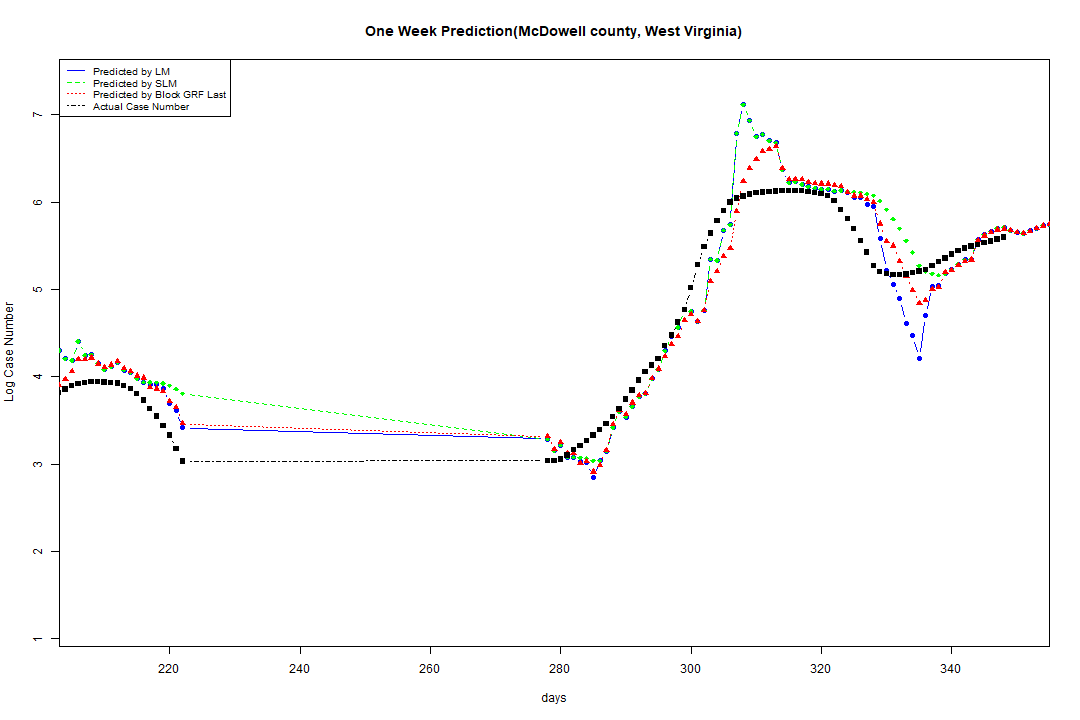 One Week Prediction(McDowell county, West Virginia)
Predicted by LM
Predicted by SLM
Predicted by Block GRF Last
Actual Case Number
7
6
5
4
3
2
1
Log Case Number
220 240 260 280 300 320 340
days